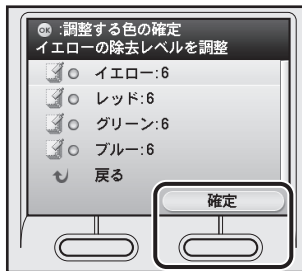 OK :調整する色の確定
イエローの除去レベルを調整
イエロー:6
レッド:6
グリーン:6
ブルー:6
戻る
確定